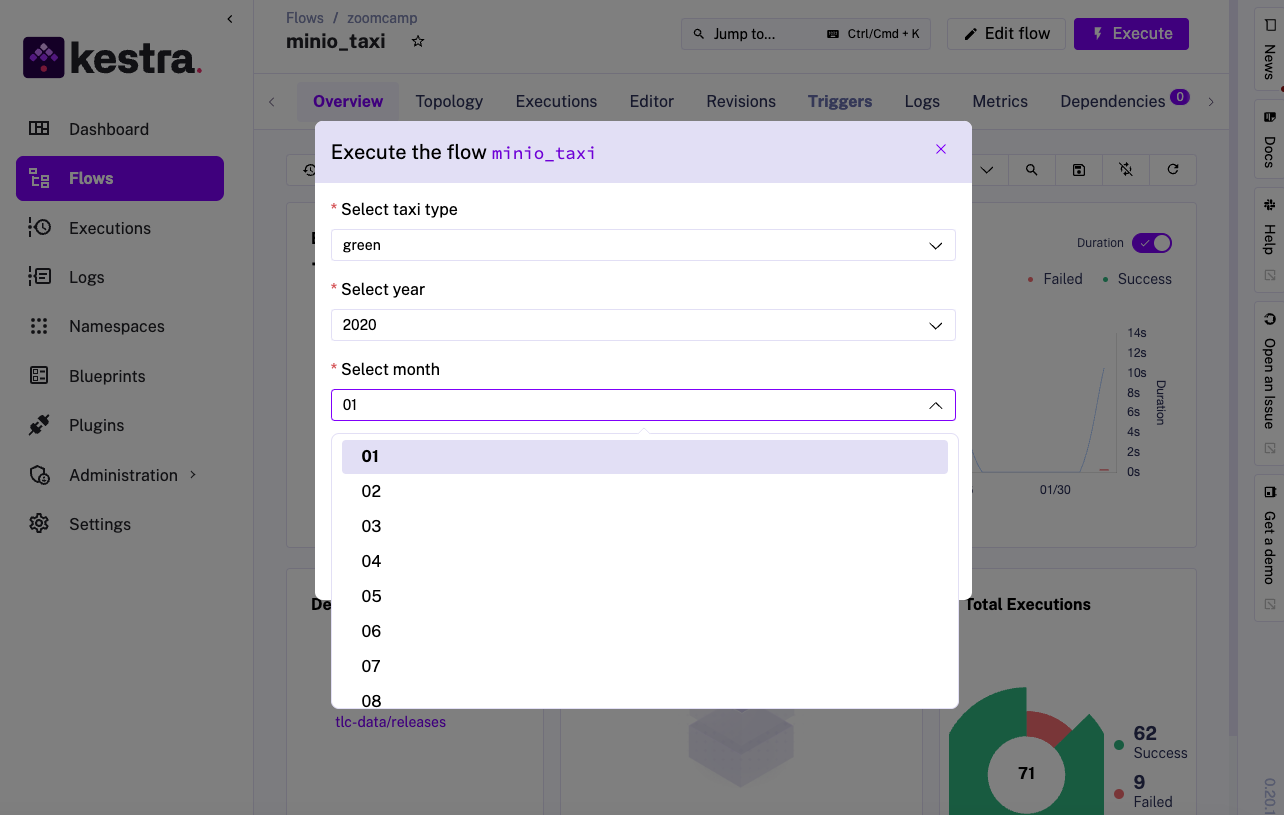 kestra.
Dashboard
Flows
Executions
Logs
Namespaces
Blueprints
Plugins
Administration
Settings
Flows / zoomcamp
minio_taxi
Jump to...
Ctrl/Cmd + K
Edit flow
Execute
Overview
Topology
Executions
Editor
Revisions
Triggers
Logs
Metrics
Dependencies
0
Execute the flow minio_taxi
* Select taxi type
green
* Select year
2020
* Select month
01
01
02
03
04
05
06
07
08
Duration
Failed
Success
14s
12s
10s
8s
6s
4s
2s
0s
Duration
01/30
tlc-data/releases
Total Executions
71
62
Success
9
Failed
News
Docs
Help
Open an Issue
Get a demo